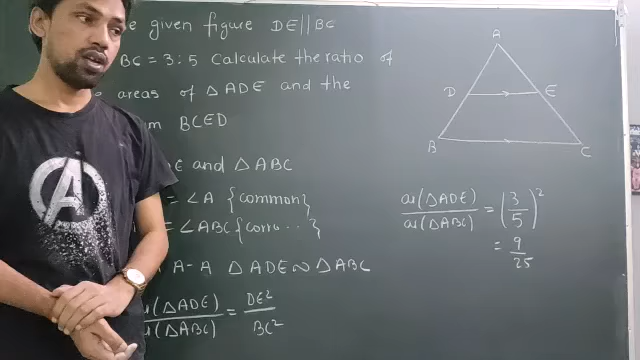 e given figure DE||BC
BC = 3:5 Calculate the ratio of
areas of △ADE and the
BCED
E and △ABC
= ∠A {common}
= ∠ABC {corro...}
A-A △ADE ~ △ABC
ar(△ADE) / ar(△ABC) = DE² / BC²
A
D
E
B
C
ar(△ADE) / ar(△ABC) = (3/5)²
= 9/25